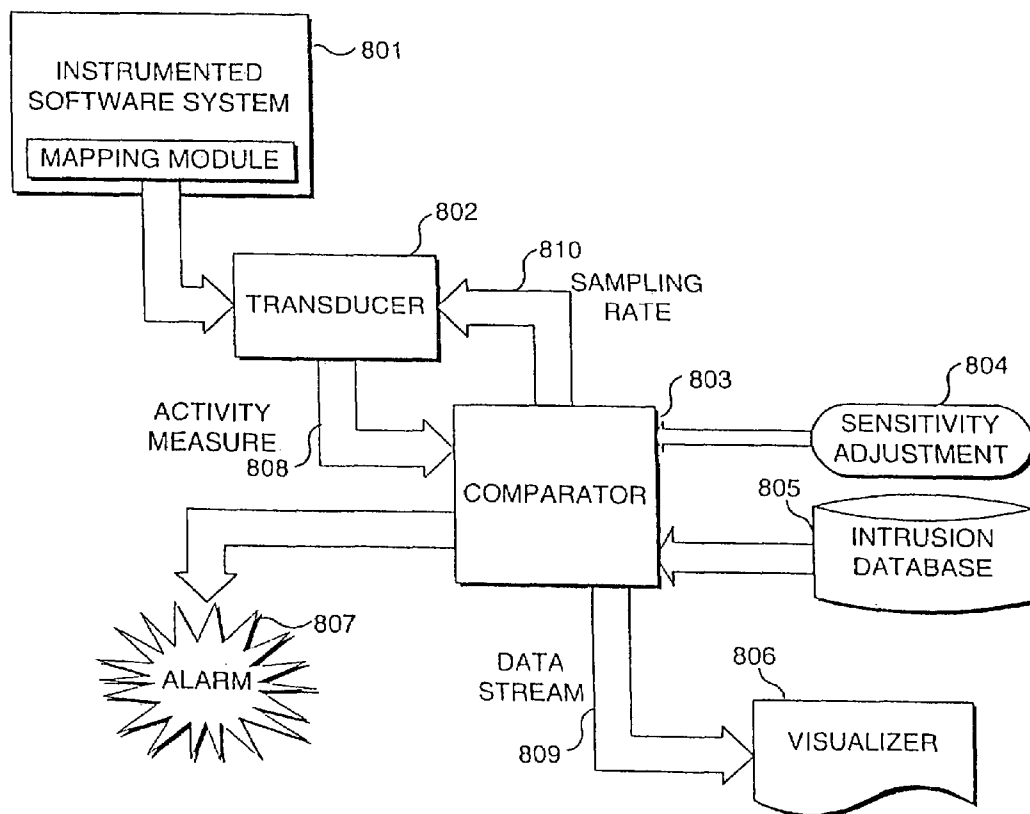 801
INSTRUMENTED
SOFTWARE SYSTEM
MAPPING MODULE
802
810
TRANSDUCER
SAMPLING
RATE
803
804
ACTIVITY
MEASURE
808
SENSITIVITY
ADJUSTMENT
COMPARATOR
805
INTRUSION
DATABASE
807
ALARM
DATA
STREAM
809
806
VISUALIZER